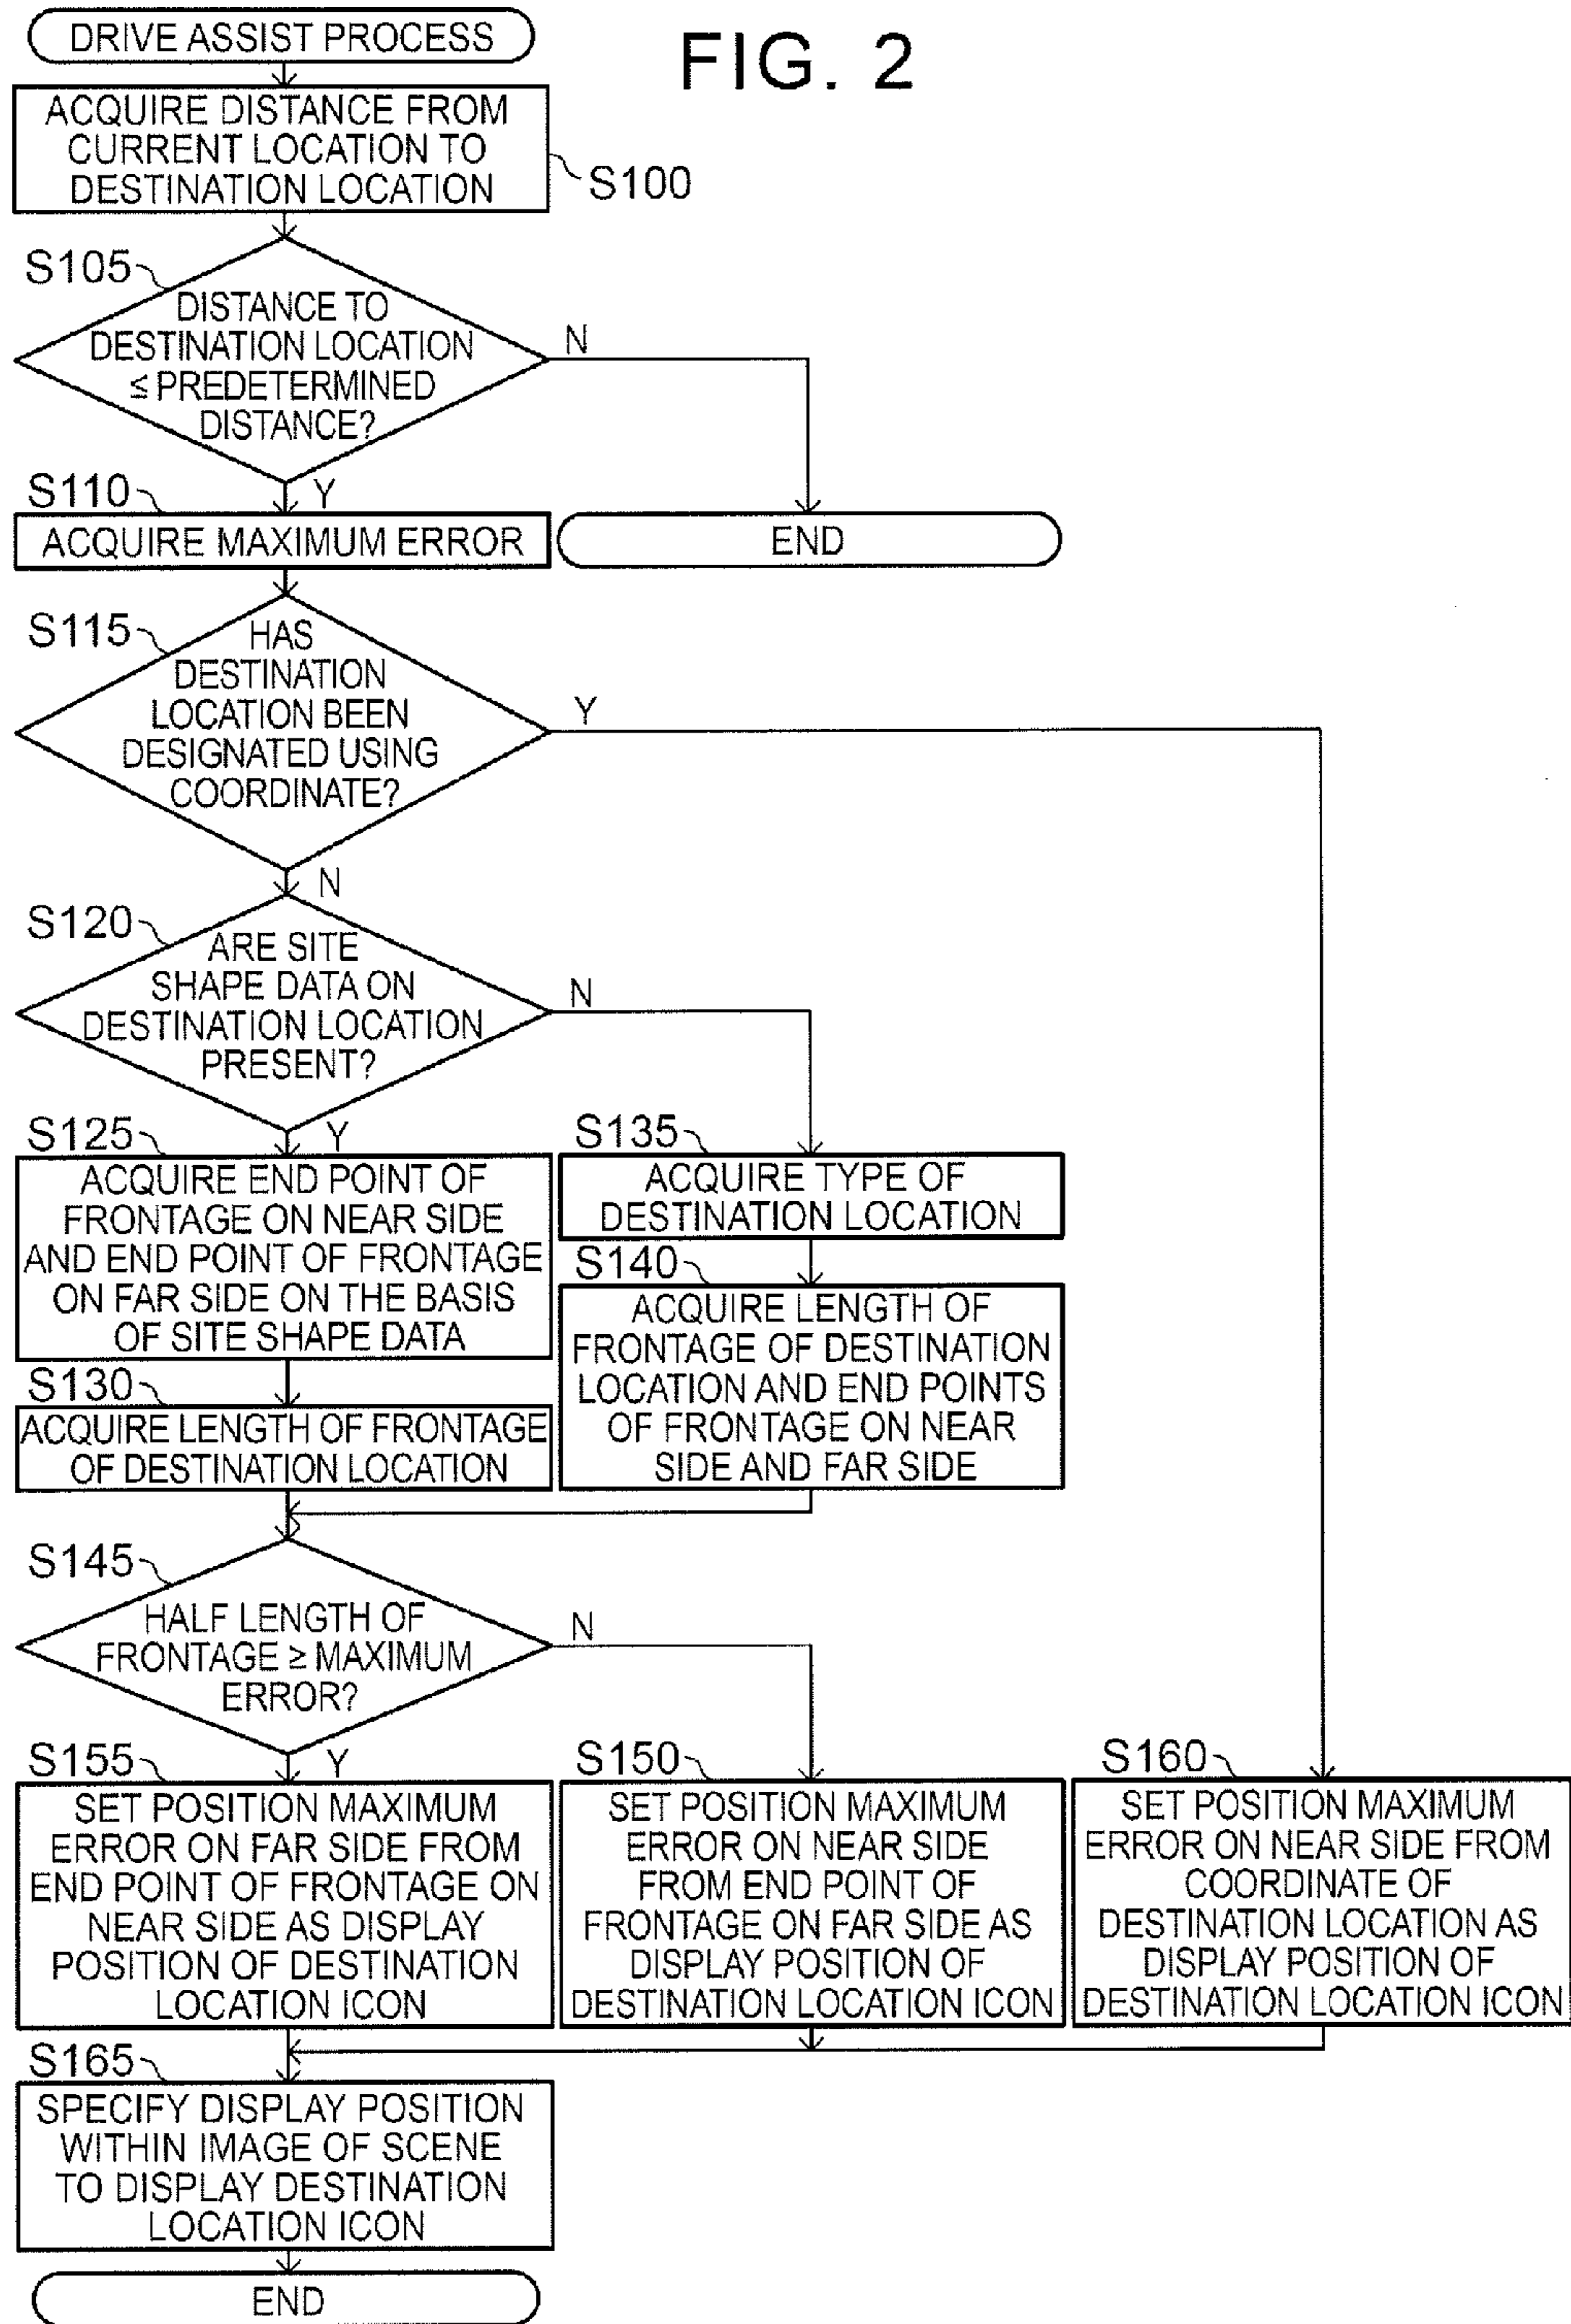 DRIVE ASSIST PROCESS
FIG. 2
ACQUIRE DISTANCE FROM
CURRENT LOCATION TO
DESTINATION LOCATION
S100
S105
DISTANCE TO
DESTINATION LOCATION
≤ PREDETERMINED
DISTANCE?
N
Y
S110
ACQUIRE MAXIMUM ERROR
END
S115
HAS
DESTINATION
LOCATION BEEN
DESIGNATED USING
COORDINATE?
Y
N
S120
ARE SITE
SHAPE DATA ON
DESTINATION LOCATION
PRESENT?
N
Y
S125
ACQUIRE END POINT OF
FRONTAGE ON NEAR SIDE
AND END POINT OF FRONTAGE
ON FAR SIDE ON THE BASIS
OF SITE SHAPE DATA
S130
ACQUIRE LENGTH OF FRONTAGE
OF DESTINATION LOCATION
S135
ACQUIRE TYPE OF
DESTINATION LOCATION
S140
ACQUIRE LENGTH OF
FRONTAGE OF DESTINATION
LOCATION AND END POINTS
OF FRONTAGE ON NEAR
SIDE AND FAR SIDE
S145
HALF LENGTH OF
FRONTAGE ≥ MAXIMUM
ERROR?
N
Y
S155
SET POSITION MAXIMUM
ERROR ON FAR SIDE FROM
END POINT OF FRONTAGE ON
NEAR SIDE AS DISPLAY
POSITION OF DESTINATION
LOCATION ICON
S150
SET POSITION MAXIMUM
ERROR ON NEAR SIDE
FROM END POINT OF
FRONTAGE ON FAR SIDE AS
DISPLAY POSITION OF
DESTINATION LOCATION ICON
S160
SET POSITION MAXIMUM
ERROR ON NEAR SIDE FROM
COORDINATE OF
DESTINATION LOCATION AS
DISPLAY POSITION OF
DESTINATION LOCATION ICON
S165
SPECIFY DISPLAY POSITION
WITHIN IMAGE OF SCENE
TO DISPLAY DESTINATION
LOCATION ICON
END